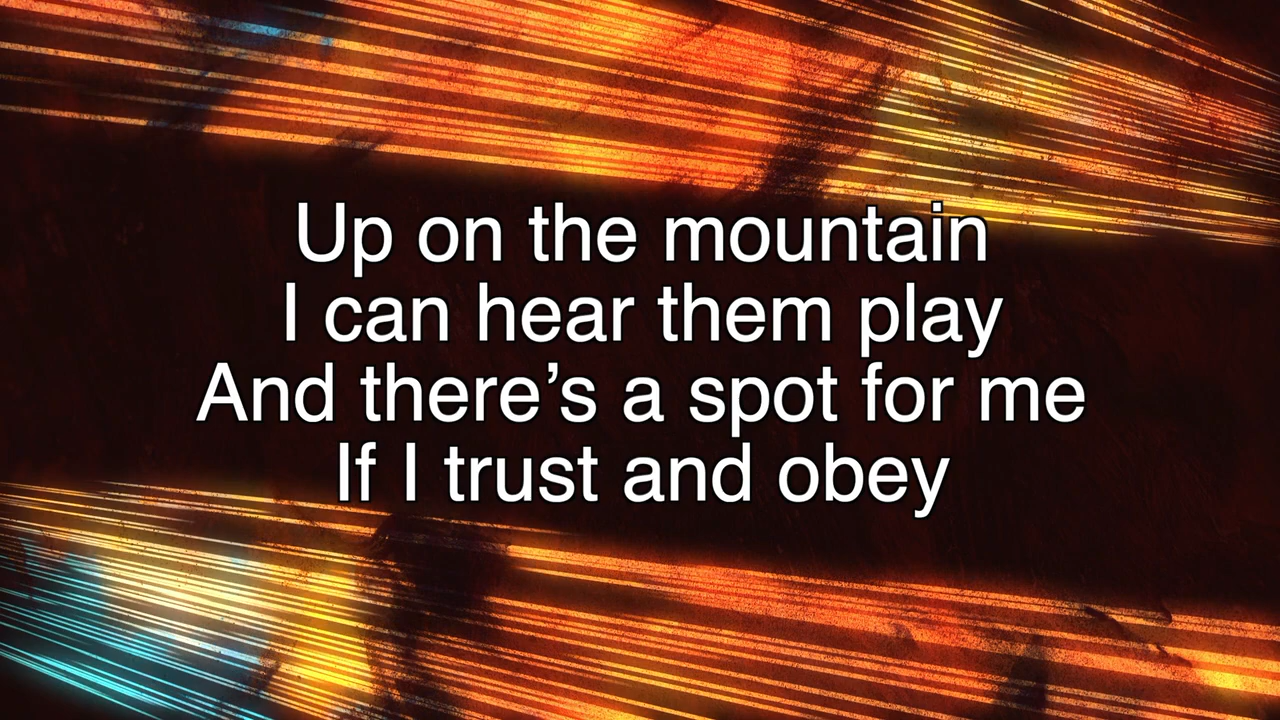 Up on the mountain
I can hear them play
And there’s a spot for me
If I trust and obey